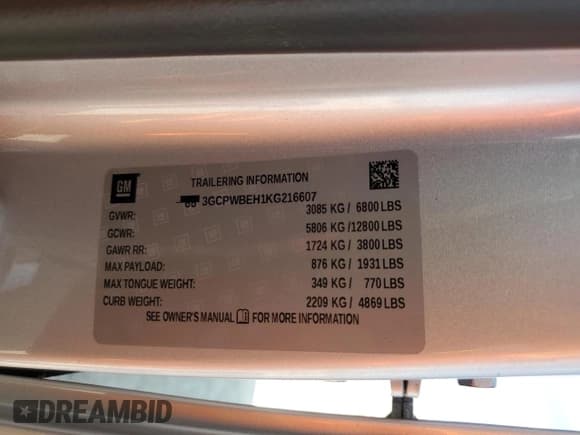 GM
TRAILERING INFORMATION
3GCPWBEH1KG216607
GVWR: 3085 KG / 6800 LBS
GCWR: 5806 KG /12800 LBS
GAWR RR: 1724 KG / 3800 LBS
MAX PAYLOAD: 876 KG / 1931 LBS
MAX TONGUE WEIGHT: 349 KG / 770 LBS
CURB WEIGHT: 2209 KG / 4869 LBS
SEE OWNER'S MANUAL FOR MORE INFORMATION
DREAMBID